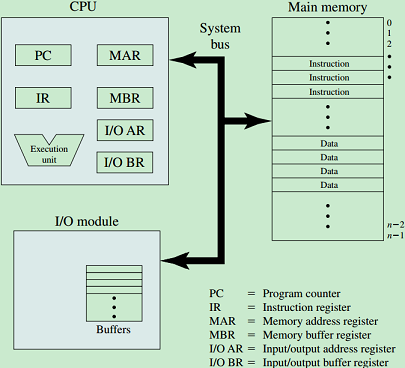 CPU
System
bus
Main memory
PC
MAR
IR
MBR
I/O AR
I/O BR
Execution
unit
0
1
2
Instruction
Instruction
Instruction
Data
Data
Data
Data
n−2
n−1
I/O module
Buffers
PC = Program counter
IR = Instruction register
MAR = Memory address register
MBR = Memory buffer register
I/O AR = Input/output address register
I/O BR = Input/output buffer register